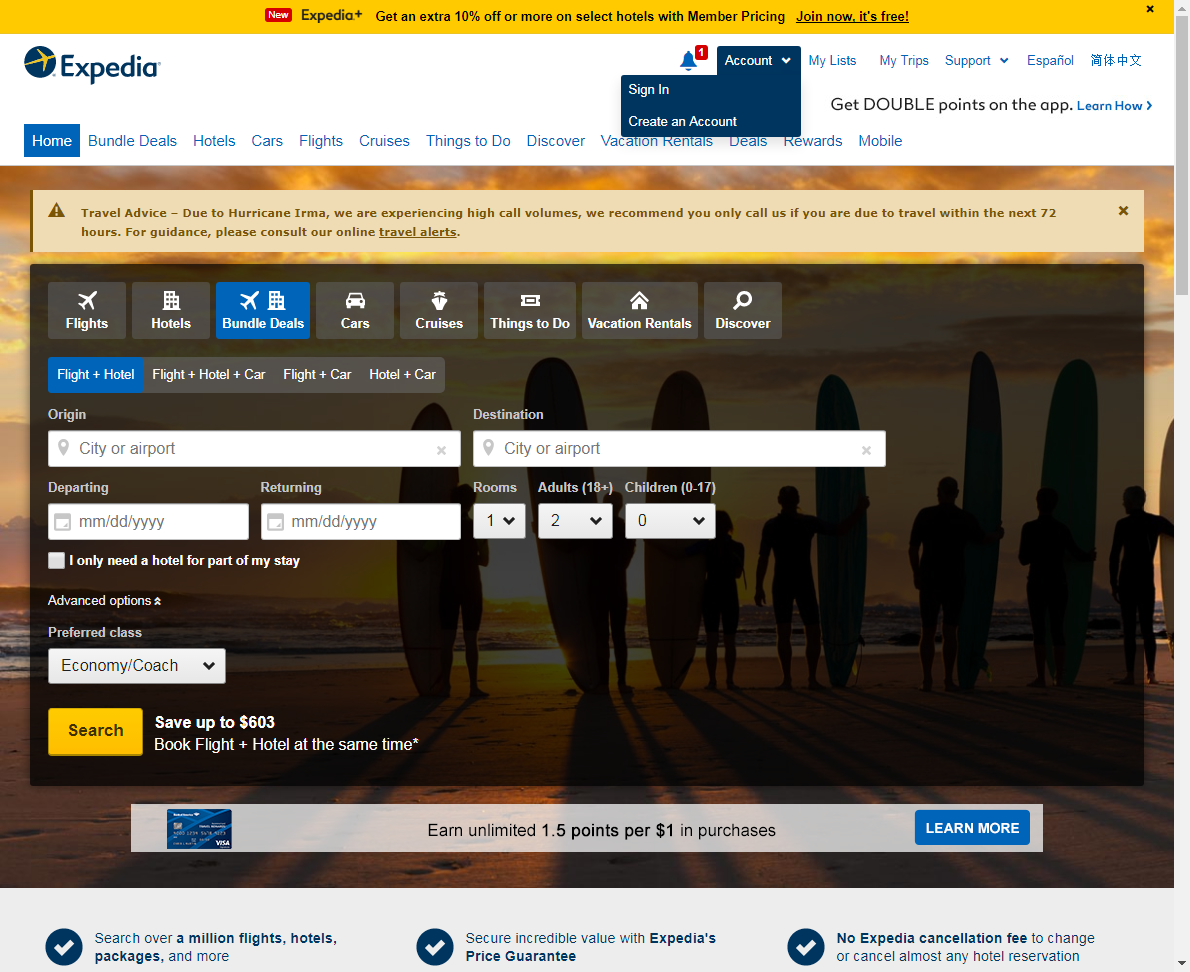 New Expedia+ Get an extra 10% off or more on select hotels with Member Pricing Join now, it's free!
Expedia
1 Account My Lists My Trips Support Español 简体中文
Sign In
Create an Account
Get DOUBLE points on the app. Learn How
Home Bundle Deals Hotels Cars Flights Cruises Things to Do Discover Vacation Rentals Deals Rewards Mobile
Travel Advice – Due to Hurricane Irma, we are experiencing high call volumes, we recommend you only call us if you are due to travel within the next 72
hours. For guidance, please consult our online travel alerts.
Flights Hotels Bundle Deals Cars Cruises Things to Do Vacation Rentals Discover
Flight + Hotel Flight + Hotel + Car Flight + Car Hotel + Car
Origin Destination
City or airport City or airport
Departing Returning Rooms Adults (18+) Children (0-17)
mm/dd/yyyy mm/dd/yyyy 1 2 0
I only need a hotel for part of my stay
Advanced options
Preferred class
Economy/Coach
Search Save up to $603
Book Flight + Hotel at the same time*
VISA Earn unlimited 1.5 points per $1 in purchases LEARN MORE
Search over a million flights, hotels,
packages, and more
Secure incredible value with Expedia's
Price Guarantee
No Expedia cancellation fee to change
or cancel almost any hotel reservation